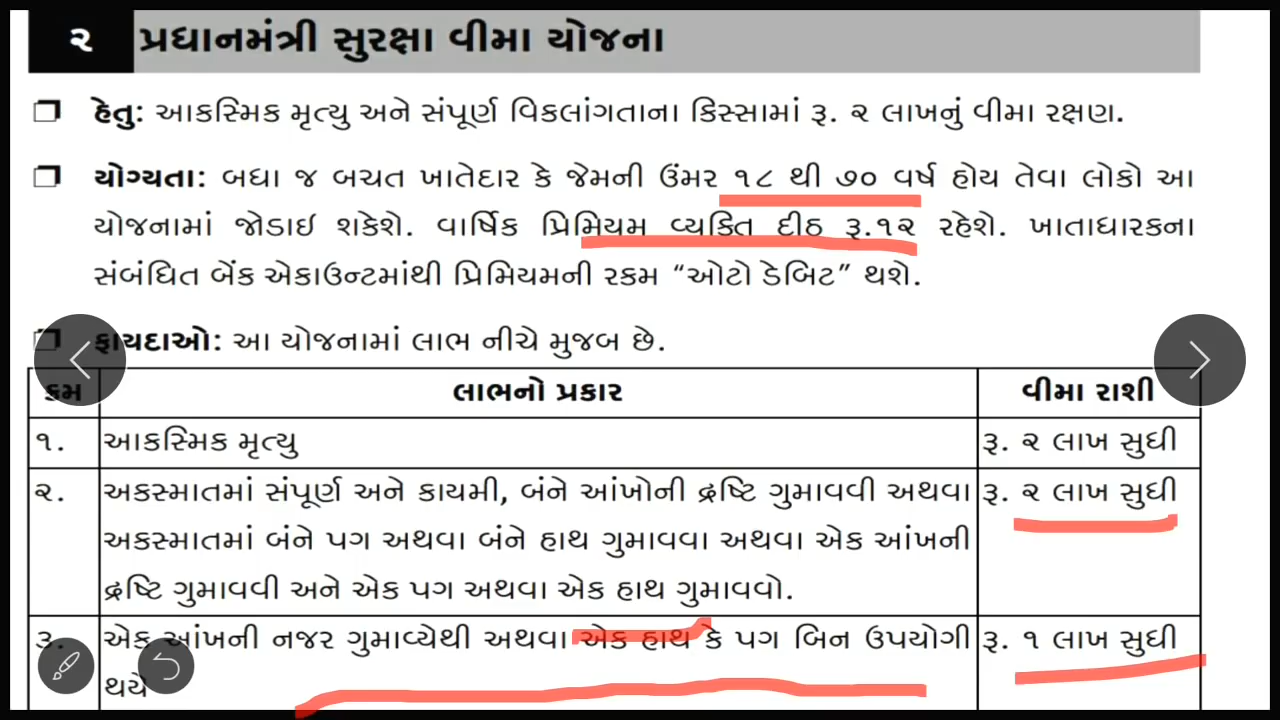 ૨ પ્રધાનમંત્રી સુરક્ષા વીમા યોજના
હેતુ: આકસ્મિક મૃત્યુ અને સંપૂર્ણ વિકલાંગતાના કિસ્સામાં રૂ. ૨ લાખનું વીમા રક્ષણ.
યોગ્યતા: બધા જ બચત ખાતેદાર કે જેમની ઉંમર ૧૮ થી ૭૦ વર્ષ હોય તેવા લોકો આ
યોજનામાં જોડાઈ શકેશે. વાર્ષિક પ્રિમિયમ વ્યક્તિ દીઠ રૂ.૧૨ રહેશે. ખાતાધારકના
સંબંધિત બેંક એકાઉન્ટમાંથી પ્રિમિયમની રકમ “ઓટો ડેબિટ” થશે.
ફાયદાઓ: આ યોજનામાં લાભ નીચે મુજબ છે.
ક્રમ લાભનો પ્રકાર વીમા રાશી
૧. આકસ્મિક મૃત્યુ રૂ. ૨ લાખ સુધી
૨. અકસ્માતમાં સંપૂર્ણ અને કાયમી, બંને આંખોની દ્રષ્ટિ ગુમાવવી અથવા રૂ. ૨ લાખ સુધી
અકસ્માતમાં બંને પગ અથવા બંને હાથ ગુમાવવા અથવા એક આંખની
દ્રષ્ટિ ગુમાવવી અને એક પગ અથવા એક હાથ ગુમાવવો.
૩. એક આંખની નજર ગુમાવ્યેથી અથવા એક હાથ કે પગ બિન ઉપયોગી રૂ. ૧ લાખ સુધી
થયે